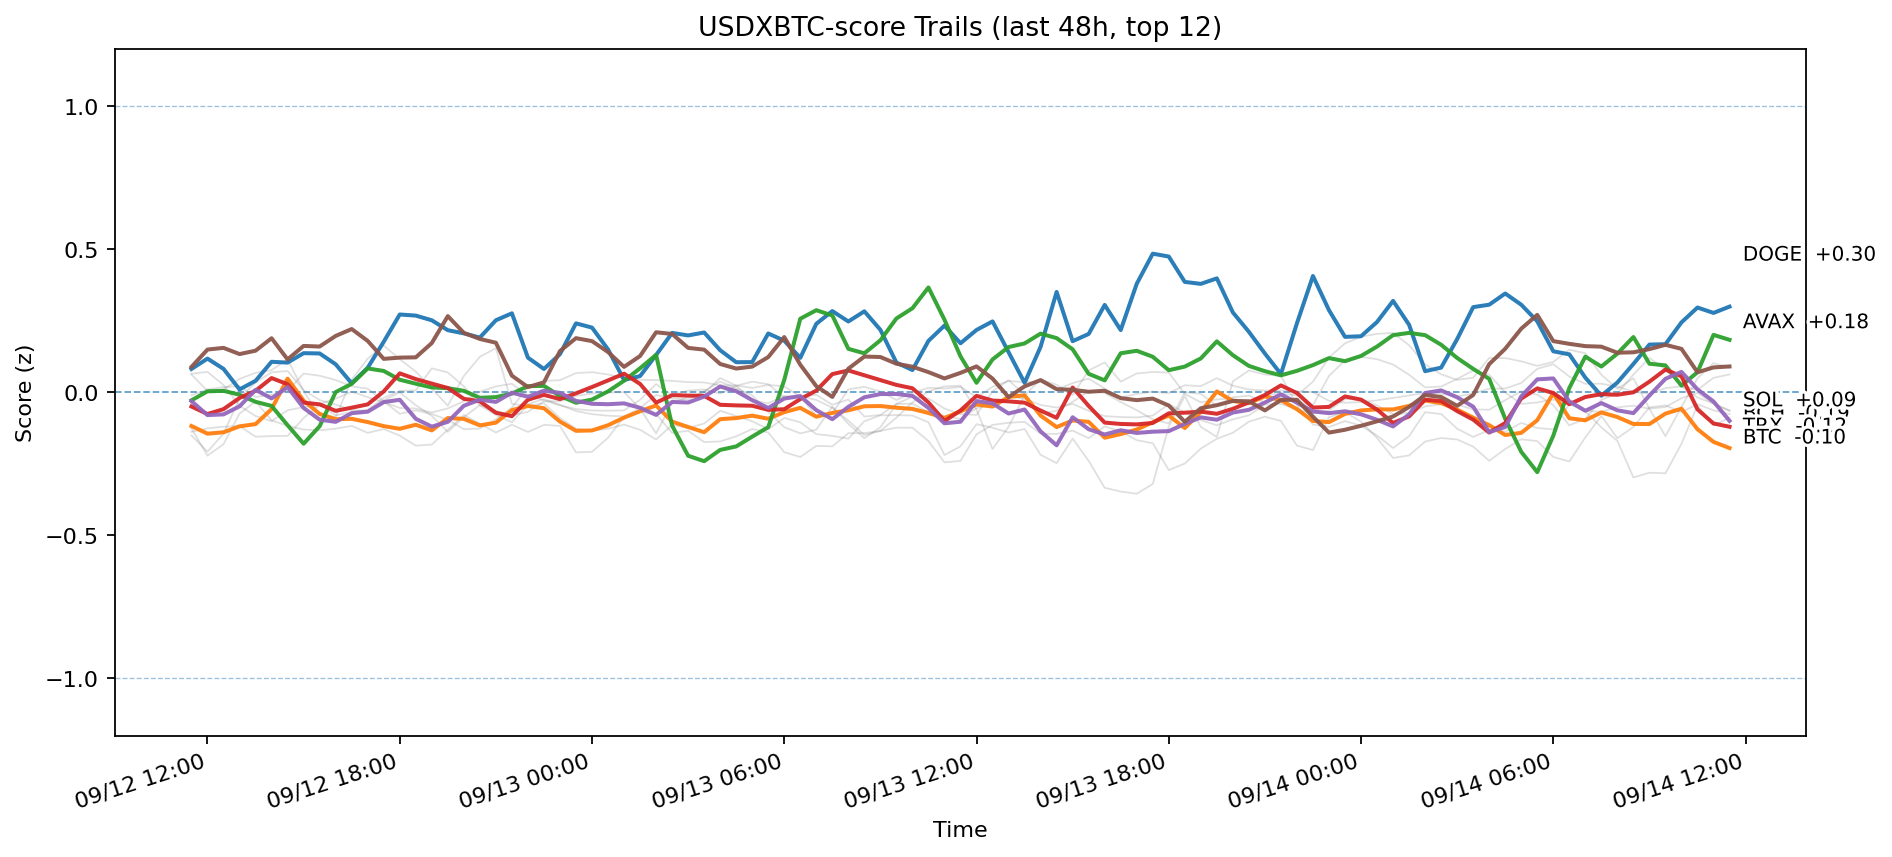 USDXBTC-score Trails (last 48h, top 12)
Score (z)
1.0
0.5
0.0
−0.5
−1.0
DOGE +0.30
AVAX +0.18
SOL +0.09
BTC -0.10
09/12 12:00
09/12 18:00
09/13 00:00
09/13 06:00
09/13 12:00
09/13 18:00
09/14 00:00
09/14 06:00
09/14 12:00
Time